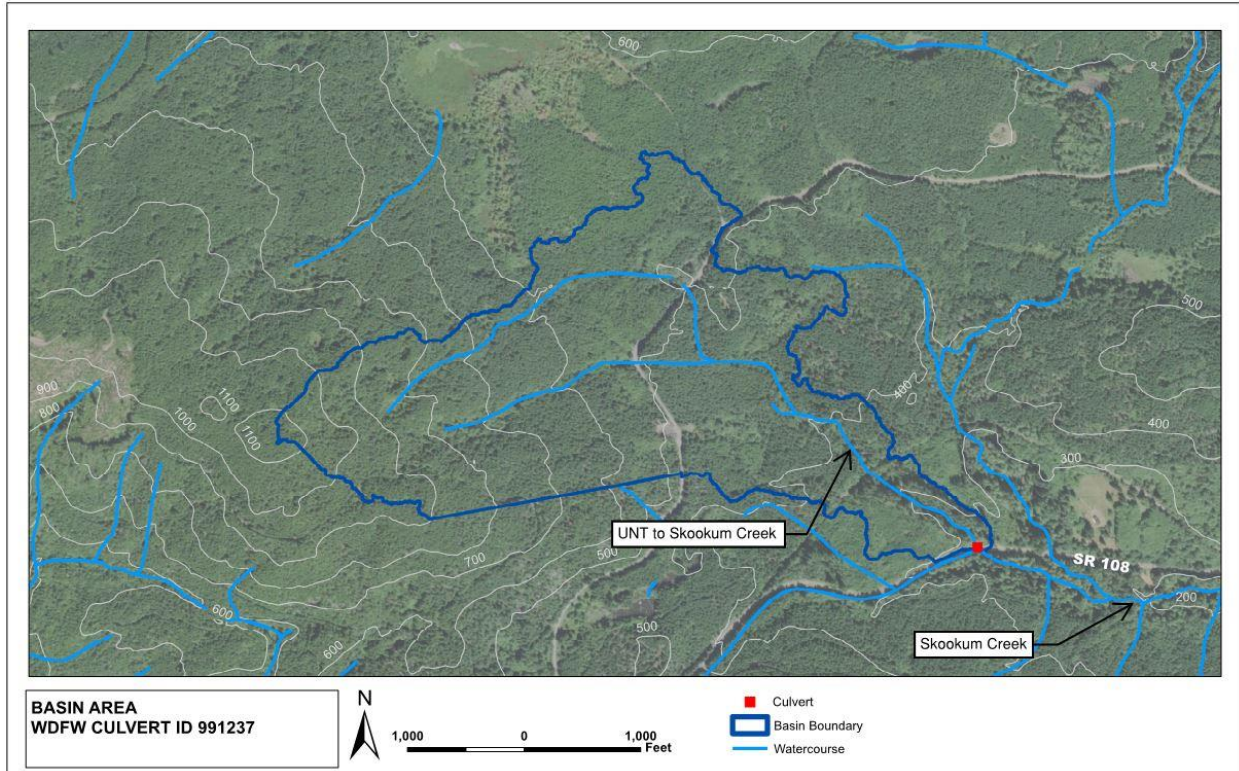 600
500
400
400
300
900
800
1000
1100
1100
UNT to Skookum Creek
700
500
SR 108
200
600
600
500
Skookum Creek
BASIN AREA
WDFW CULVERT ID 991237
N
1,000 0 1,000
Feet
Culvert
Basin Boundary
Watercourse